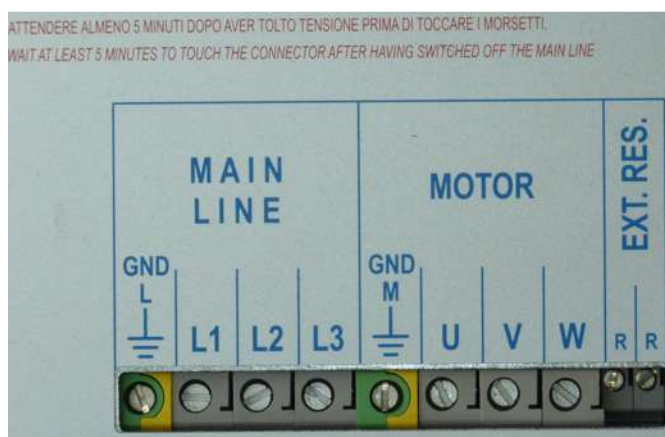 ATTENDERE ALMENO 5 MINUTI DOPO AVER TOLTO TENSIONE PRIMA DI TOCCARE I MORSETTI.
WAIT AT LEAST 5 MINUTES TO TOUCH THE CONNECTOR AFTER HAVING SWITCHED OFF THE MAIN LINE
MAIN
LINE
MOTOR
EXT. RES.
GND
L
L1
L2
L3
GND
M
U
V
W
R
R